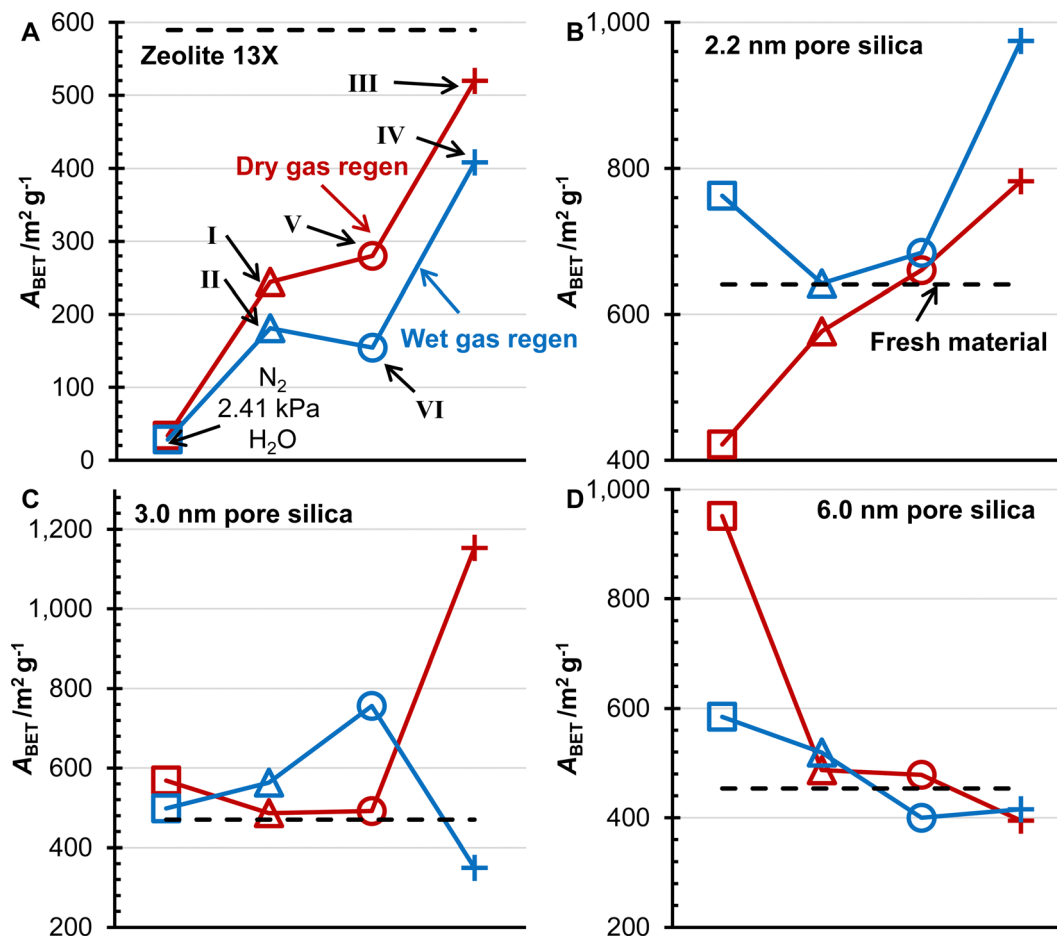 A
Zeolite 13X
600
500
400
300
200
100
0
A_BET /m² g⁻¹
III
IV
Dry gas regen
V
I
II
Wet gas regen
N₂
2.41 kPa
H₂O
VI
B
2.2 nm pore silica
1,000
800
600
400
A_BET /m² g⁻¹
Fresh material
C
3.0 nm pore silica
1,200
1,000
800
600
400
200
A_BET /m² g⁻¹
D
6.0 nm pore silica
1,000
800
600
400
200
A_BET /m² g⁻¹